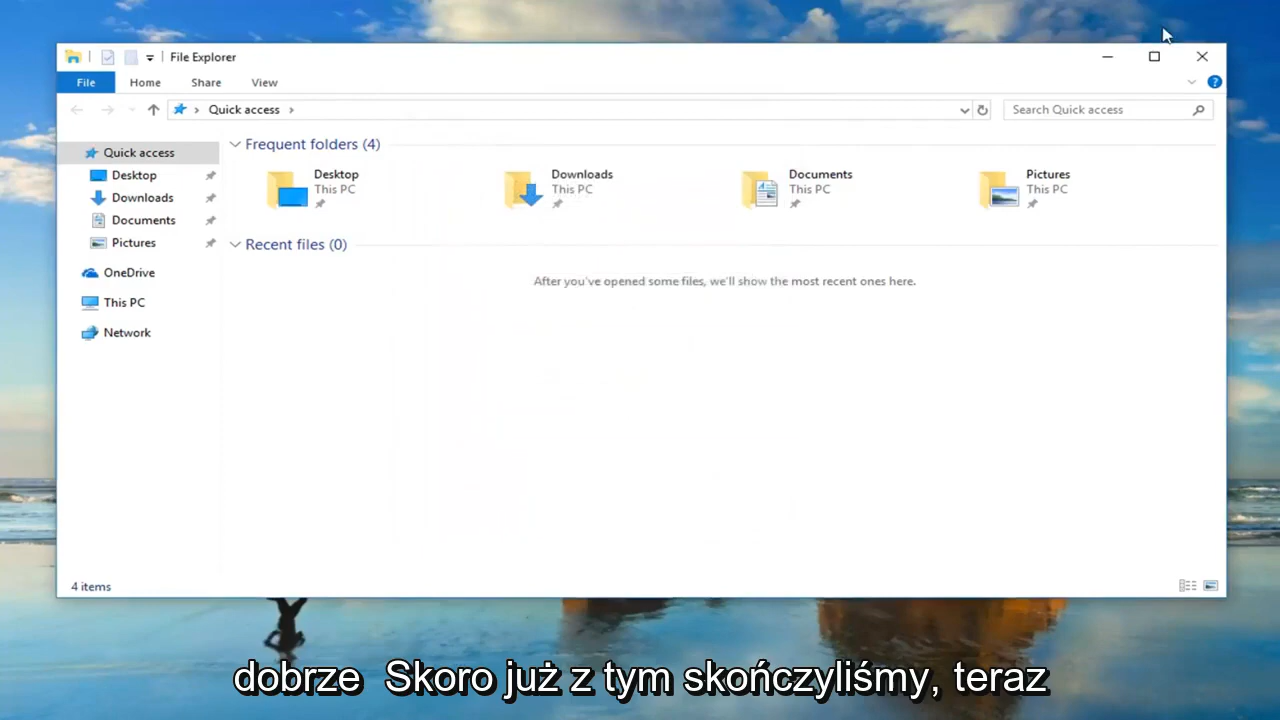 File Explorer
File Home Share View
Quick access
Search Quick access
Quick access
Desktop
Downloads
Documents
Pictures
OneDrive
This PC
Network
Frequent folders (4)
Desktop
This PC
Downloads
This PC
Documents
This PC
Pictures
This PC
Recent files (0)
After you've opened some files, we'll show the most recent ones here.
4 items
dobrze Skoro już z tym skończyliśmy, teraz